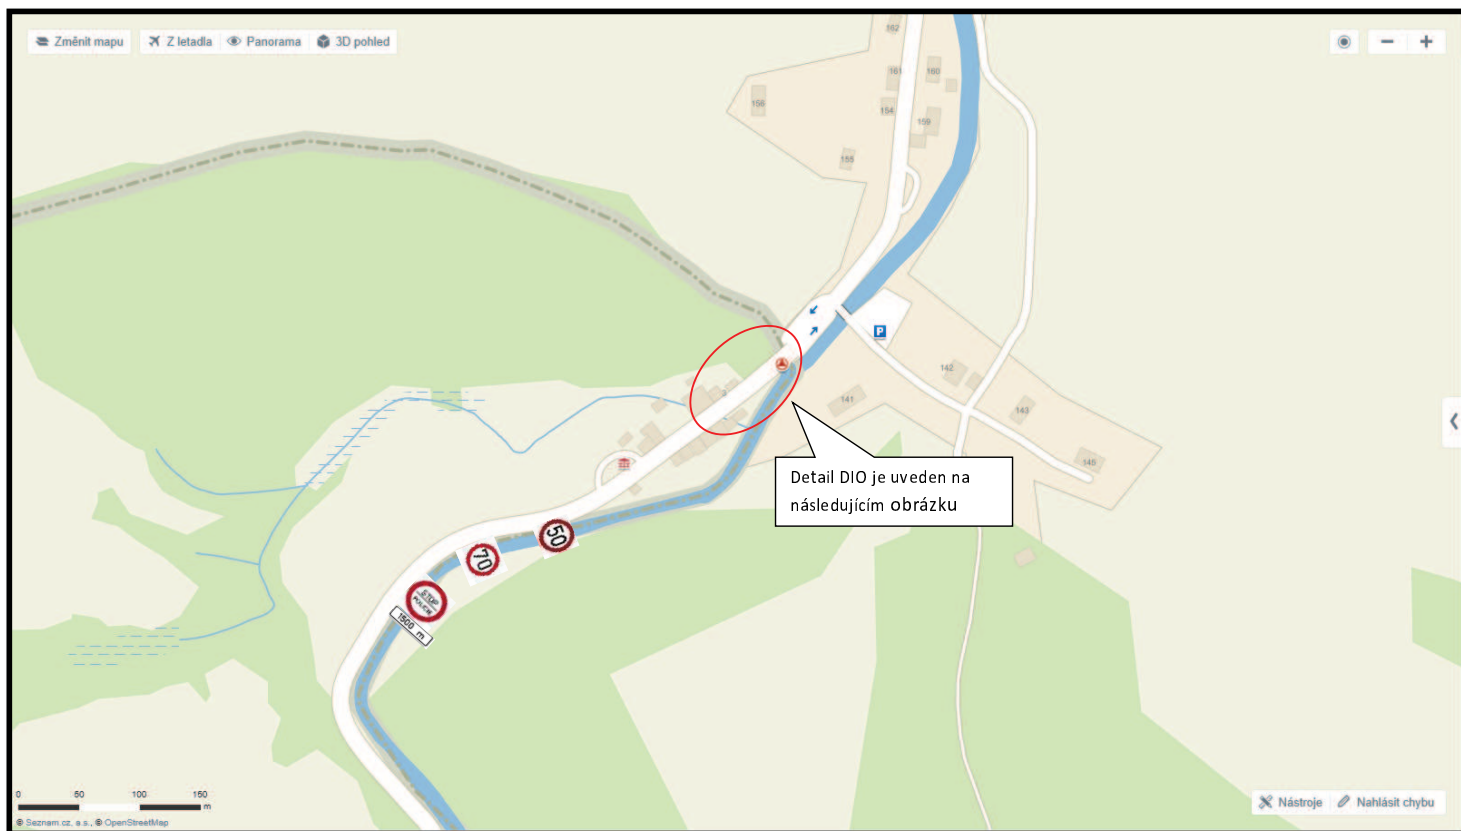 Změnit mapu
Z letadla
Panorama
3D pohled
162
161
160
156
154
159
155
P
142
141
143
3
145
Detail DIO je uveden na
následujícím obrázku
50
70
STOP
POLICIE
1500 m
0 50 100 150
m
© Seznam.cz, a.s., © OpenStreetMap
Nástroje
Nahlásit chybu